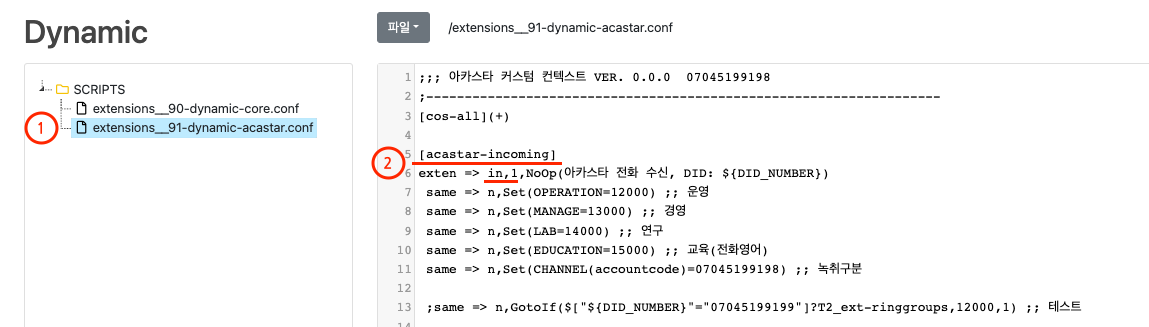 Dynamic
파일
/extensions__91-dynamic-acastar.conf
SCRIPTS
extensions__90-dynamic-core.conf
1
extensions__91-dynamic-acastar.conf
1 ;;; 아카스타 커스텀 컨텍스트 VER. 0.0.0  07045199198
2 ;-------------------------------------------------------------------
3 [cos-all](+)
4
2
5 [acastar-incoming]
6 exten => in,1,NoOp(아카스타 전화 수신, DID: ${DID_NUMBER})
7  same => n,Set(OPERATION=12000) ;; 운영
8  same => n,Set(MANAGE=13000) ;; 경영
9  same => n,Set(LAB=14000) ;; 연구
10  same => n,Set(EDUCATION=15000) ;; 교육(전화영어)
11  same => n,Set(CHANNEL(accountcode)=07045199198) ;; 녹취구분
12
13  ;same => n,GotoIf($["${DID_NUMBER}"="07045199199"]?T2_ext-ringgroups,12000,1) ;; 테스트